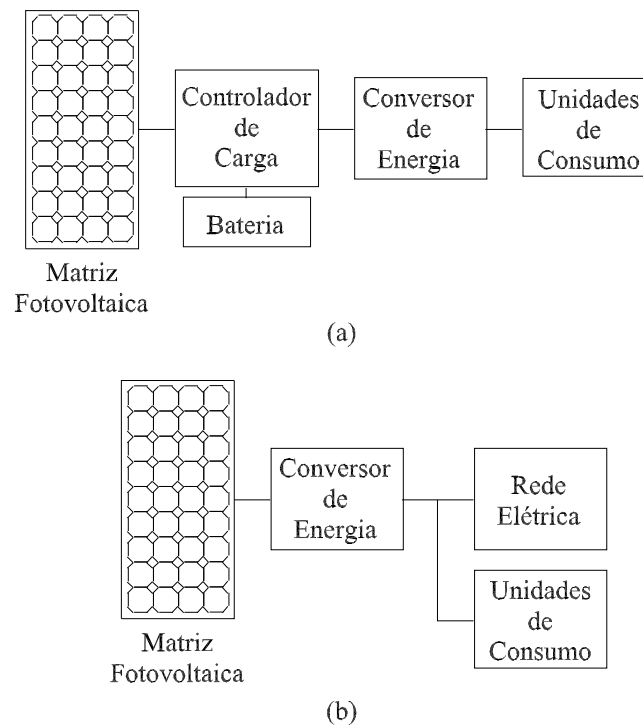 Controlador
de
Carga
Conversor
de
Energia
Unidades
de
Consumo
Bateria
Matriz
Fotovoltaica
(a)
Conversor
de
Energia
Rede
Elétrica
Unidades
de
Consumo
Matriz
Fotovoltaica
(b)